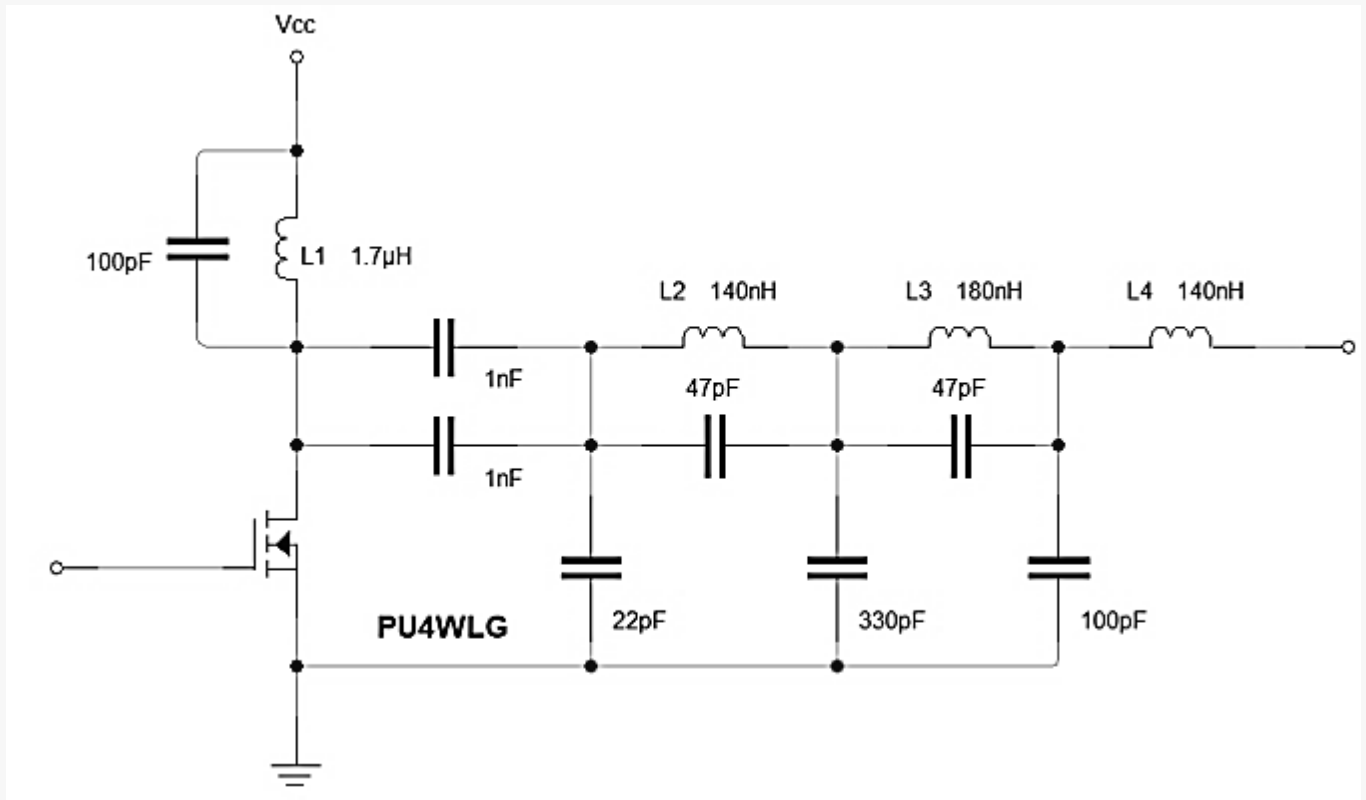 Vcc
100pF
L1 1.7µH
L2 140nH
L3 180nH
L4 140nH
1nF
47pF
47pF
1nF
PU4WLG
22pF
330pF
100pF